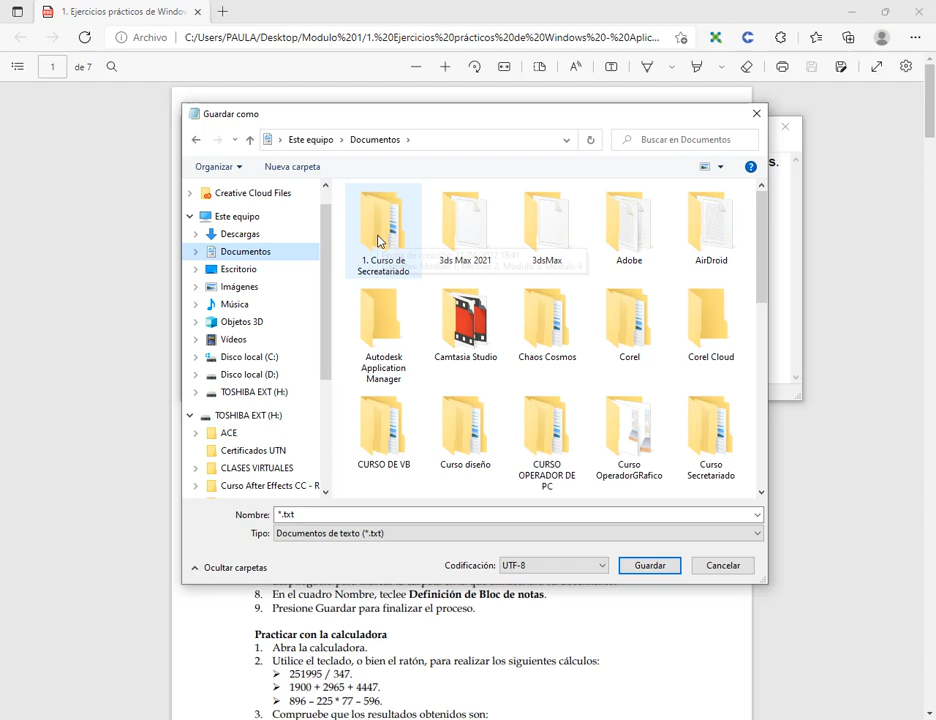 1. Ejercicios prácticos de Window
Archivo
C:/Users/PAULA/Desktop/Modulo%201/1.%20Ejercicios%20prácticos%20de%20Windows%20-%20Aplic...
1
de 7
Guardar como
Este equipo > Documentos >
Buscar en Documentos
Organizar
Nueva carpeta
s.
Creative Cloud Files
Este equipo
Descargas
Documentos
Escritorio
Imágenes
Música
Objetos 3D
Vídeos
Disco local (C:)
Disco local (D:)
TOSHIBA EXT (H:)
TOSHIBA EXT (H:)
ACE
Certificados UTN
CLASES VIRTUALES
Curso After Effects CC - R
1. Curso de Secreatariado
3ds Max 2021
3dsMax
Adobe
AirDroid
Autodesk Application Manager
Camtasia Studio
Chaos Cosmos
Corel
Corel Cloud
CURSO DE VB
Curso diseño
CURSO OPERADOR DE PC
Curso OperadorGRafico
Curso Secretariado
Nombre:
*.txt
Tipo:
Documentos de texto (*.txt)
Ocultar carpetas
Codificación:
UTF-8
Guardar
Cancelar
8. En el cuadro Nombre, teclee Definición de Bloc de notas.
9. Presione Guardar para finalizar el proceso.
Practicar con la calculadora
1. Abra la calculadora.
2. Utilice el teclado, o bien el ratón, para realizar los siguientes cálculos:
➢ 251995 / 347.
➢ 1900 + 2965 + 4447.
➢ 896 – 225 * 77 – 596.
3. Compruebe que los resultados obtenidos son: